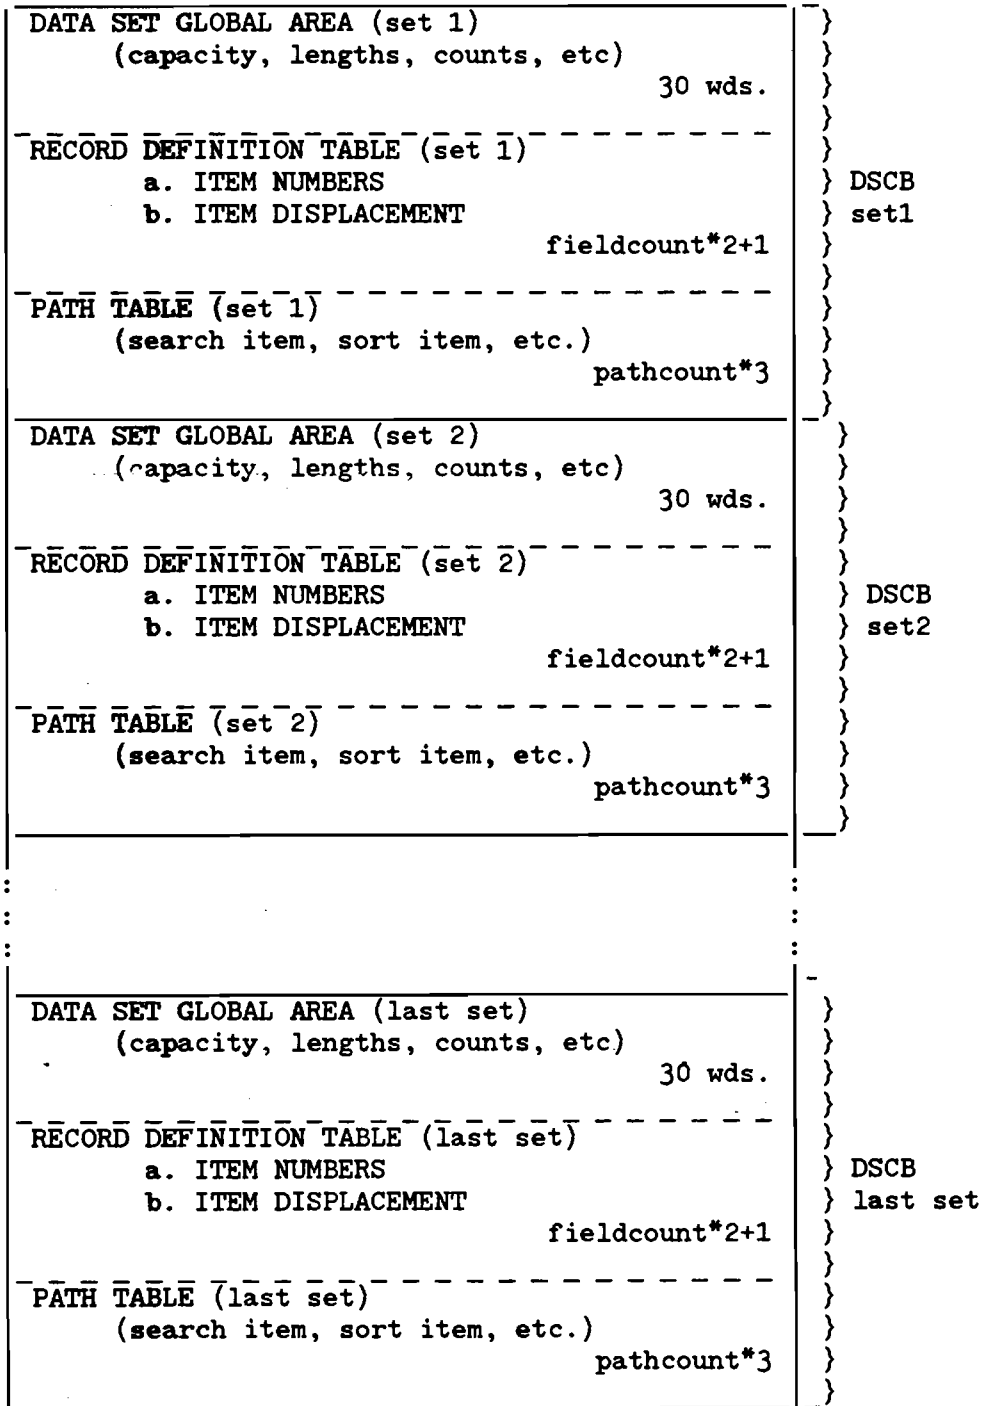 DATA SET GLOBAL AREA (set 1)
(capacity, lengths, counts, etc)
30 wds.
RECORD DEFINITION TABLE (set 1)
a. ITEM NUMBERS
b. ITEM DISPLACEMENT
fieldcount*2+1
PATH TABLE (set 1)
(search item, sort item, etc.)
pathcount*3
DSCB
set1
DATA SET GLOBAL AREA (set 2)
(capacity, lengths, counts, etc)
30 wds.
RECORD DEFINITION TABLE (set 2)
a. ITEM NUMBERS
b. ITEM DISPLACEMENT
fieldcount*2+1
PATH TABLE (set 2)
(search item, sort item, etc.)
pathcount*3
DSCB
set2
:
:
:
:
:
:
DATA SET GLOBAL AREA (last set)
(capacity, lengths, counts, etc)
30 wds.
RECORD DEFINITION TABLE (last set)
a. ITEM NUMBERS
b. ITEM DISPLACEMENT
fieldcount*2+1
PATH TABLE (last set)
(search item, sort item, etc.)
pathcount*3
DSCB
last set